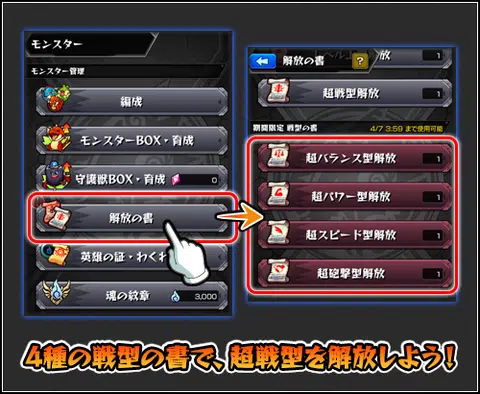 モンスター
モンスター管理
編成
モンスターBOX・育成
守護獣BOX・育成 0
解放の書
英雄の証・わくわ
魂の紋章 3,000
解放の書 ?
放 1
超戦型解放 1
期間限定 戦型の書 4/7 3:59 まで使用可能
超バランス型解放 1
超パワー型解放 1
超スピード型解放 1
超砲撃型解放 1
4種の戦型の書で、超戦型を解放しよう!